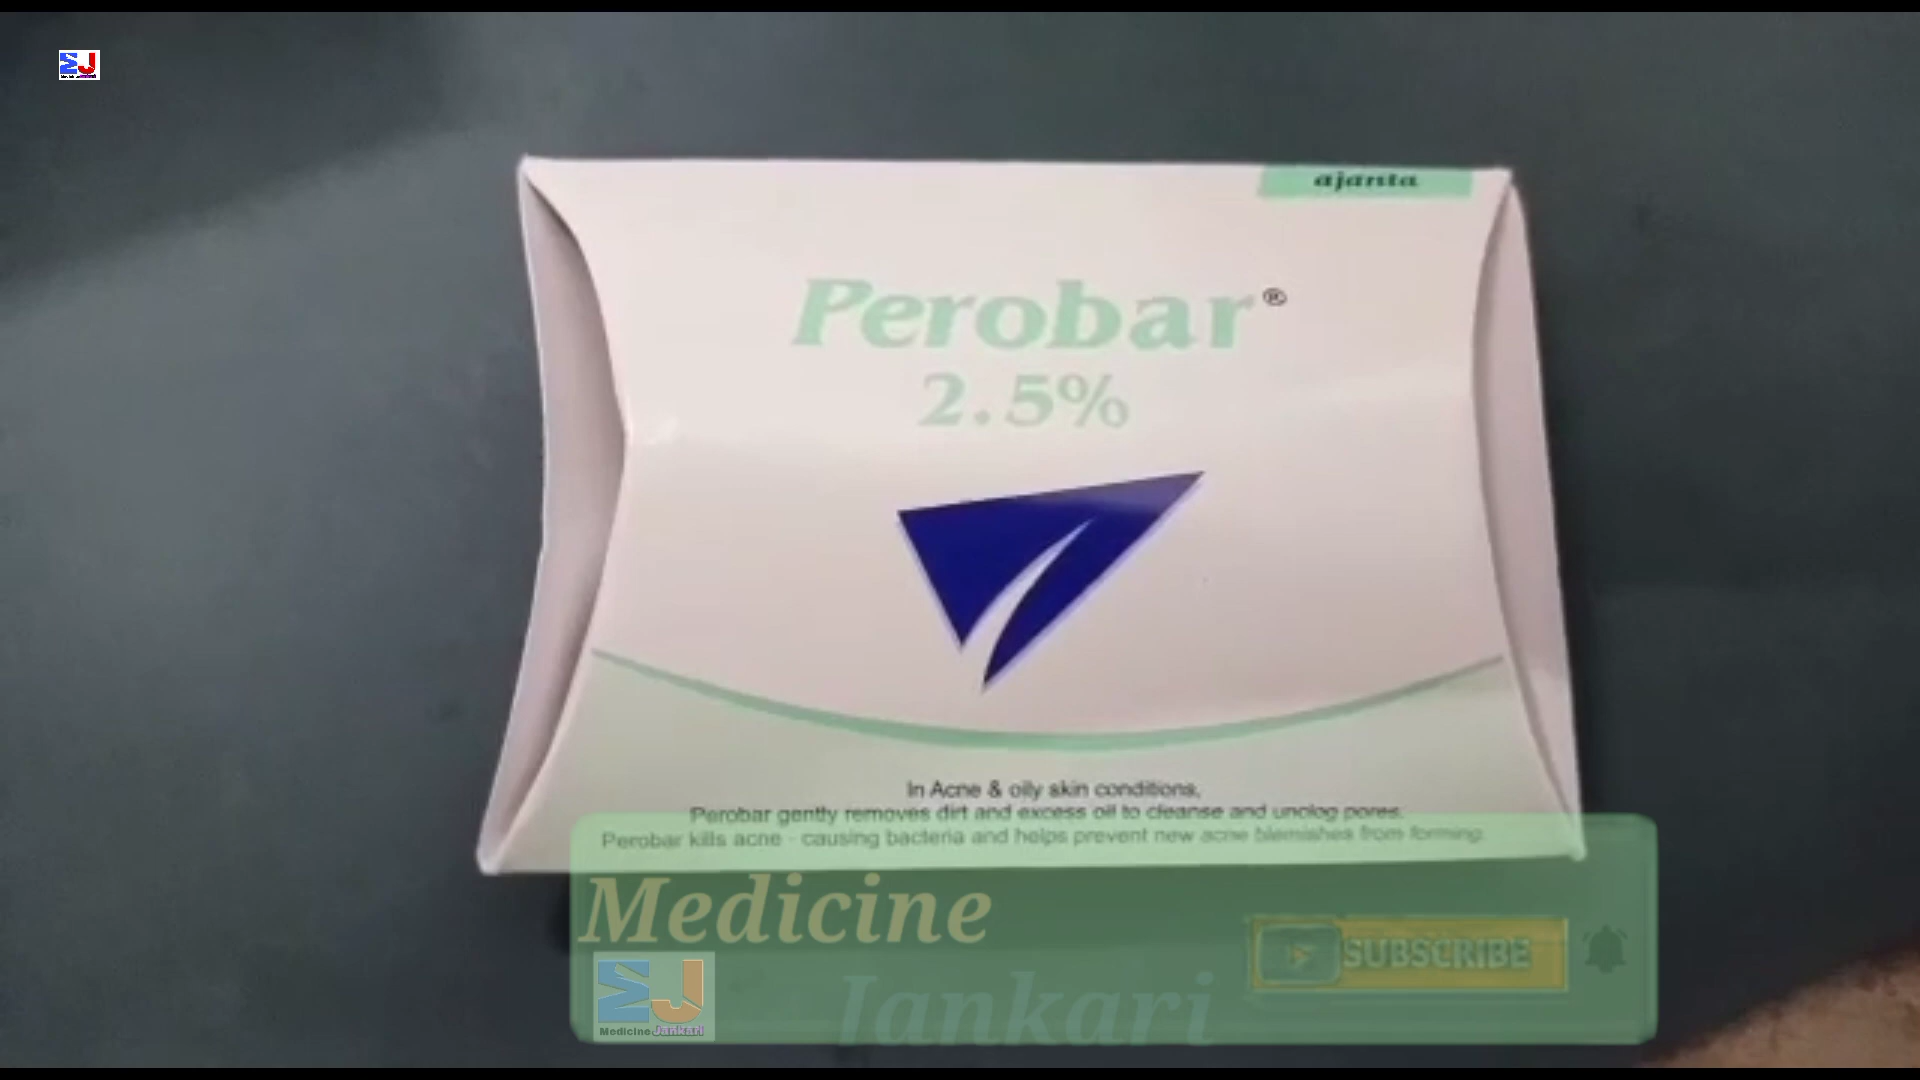 MJ
ajanta
Perobar®
2.5%
In Acne & oily skin conditions,
Perobar gently removes dirt and excess oil to cleanse and unclog pores.
Perobar kills acne - causing bacteria and helps prevent new acne blemishes from forming.
Medicine
SUBSCRIBE
MJ
Medicine Jankari
Jankari